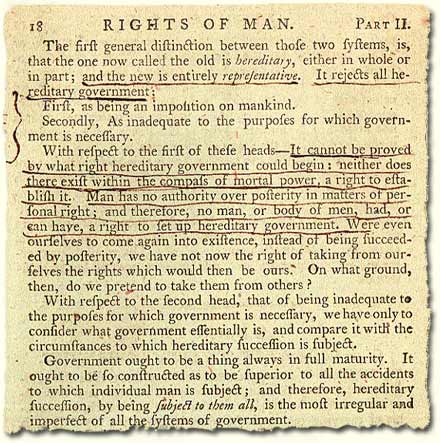 18 RIGHTS OF MAN. PART II.
The firſt general diſtinction between thoſe two ſyſtems, is,
that the one now called the old is hereditary, either in whole or
in part; and the new is entirely repreſentative. It rejects all he-
reditary government:
Firſt, as being an impoſition on mankind.
Secondly, As inadequate to the purpoſes for which govern-
ment is neceſſary.
With reſpect to the firſt of theſe heads—It cannot be proved
by what right hereditary government could begin: neither does
there exiſt within the compaſs of mortal power, a right to eſta-
bliſh it. Man has no authority over poſterity in matters of per-
ſonal right; and therefore, no man, or body of men, had, or
can have, a right to ſet up hereditary government. Were even
ourſelves to come again into exiſtence, inſtead of being ſucceed-
ed by poſterity, we have not now the right of taking from our-
ſelves the rights which would then be ours. On what ground,
then, do we pretend to take them from others?
With reſpect to the ſecond head, that of being inadequate to
the purpoſes for which government is neceſſary, we have only to
conſider what government eſſentially is, and compare it with the
circumſtances to which hereditary ſucceſſion is ſubject.
Government ought to be a thing always in full maturity. It
ought to be ſo conſtructed as to be ſuperior to all the accidents
to which individual man is ſubject; and therefore, hereditary
ſucceſſion, by being ſubject to them all, is the moſt irregular and
imperfect of all the ſyſtems of government.